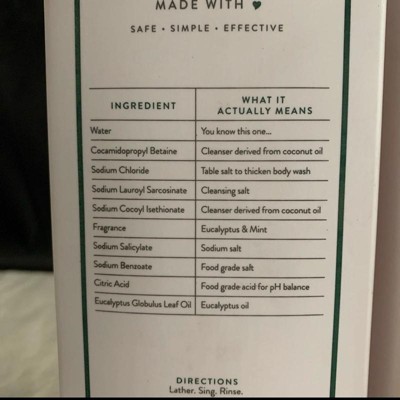 MADE WITH
SAFE • SIMPLE • EFFECTIVE
INGREDIENT WHAT IT ACTUALLY MEANS
Water You know this one...
Cocamidopropyl Betaine Cleanser derived from coconut oil
Sodium Chloride Table salt to thicken body wash
Sodium Lauroyl Sarcosinate Cleansing salt
Sodium Cocoyl Isethionate Cleanser derived from coconut oil
Fragrance Eucalyptus & Mint
Sodium Salicylate Sodium salt
Sodium Benzoate Food grade salt
Citric Acid Food grade acid for pH balance
Eucalyptus Globulus Leaf Oil Eucalyptus oil
DIRECTIONS
Lather. Sing. Rinse.